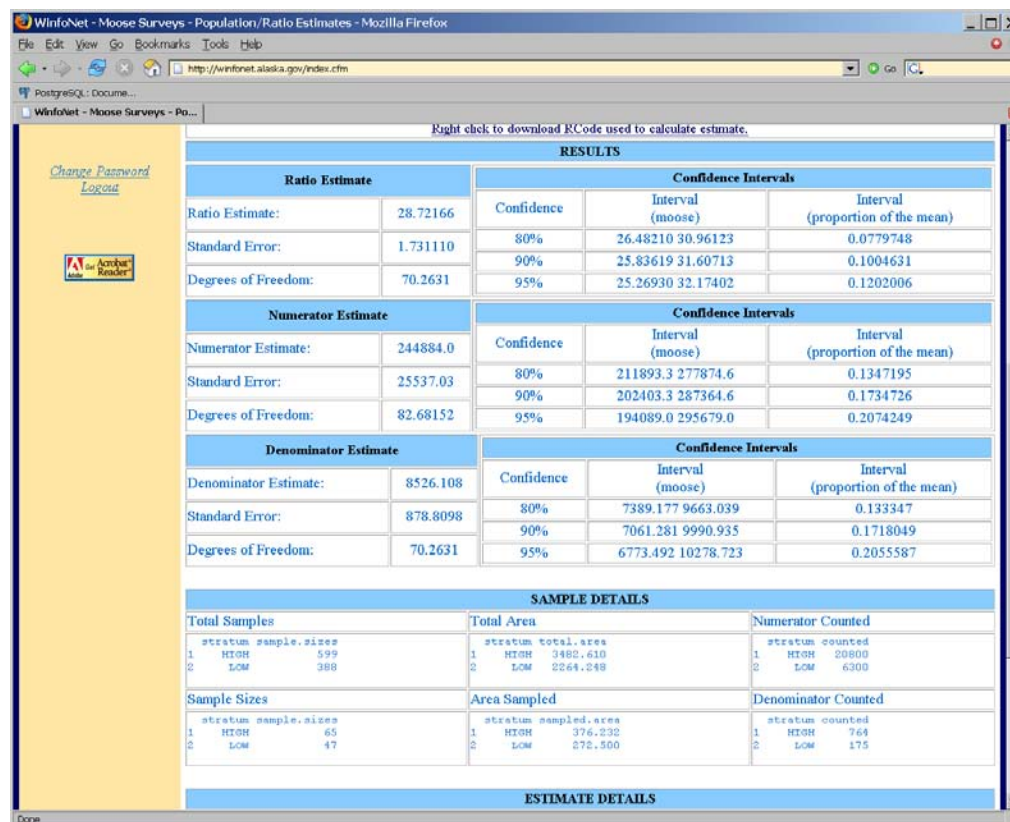 WinfoNet - Moose Surveys - Population/Ratio Estimates - Mozilla Firefox
File Edit View Go Bookmarks Tools Help
http://winfonet.alaska.gov/index.cfm
Go
PostgreSQL: Docume...
WinfoNet - Moose Surveys - Po...
Right click to download RCode used to calculate estimate.
Change Password
Logout
Get Acrobat Reader
Adobe
RESULTS
Ratio Estimate
Ratio Estimate: 28.72166
Standard Error: 1.731110
Degrees of Freedom: 70.2631
Confidence Intervals
Confidence Interval (moose) Interval (proportion of the mean)
80% 26.48210 30.96123 0.0779748
90% 25.83619 31.60713 0.1004631
95% 25.26930 32.17402 0.1202006
Numerator Estimate
Numerator Estimate: 244884.0
Standard Error: 25537.03
Degrees of Freedom: 82.68152
Confidence Intervals
Confidence Interval (moose) Interval (proportion of the mean)
80% 211893.3 277874.6 0.1347195
90% 202403.3 287364.6 0.1734726
95% 194089.0 295679.0 0.2074249
Denominator Estimate
Denominator Estimate: 8526.108
Standard Error: 878.8098
Degrees of Freedom: 70.2631
Confidence Intervals
Confidence Interval (moose) Interval (proportion of the mean)
80% 7389.177 9663.039 0.133347
90% 7061.281 9990.935 0.1718049
95% 6773.492 10278.723 0.2055587
SAMPLE DETAILS
Total Samples Total Area Numerator Counted
stratum sample.sizes stratum total.area stratum counted
1 HIGH 599 1 HIGH 3482.610 1 HIGH 20800
2 LOW 388 2 LOW 2264.248 2 LOW 6300
Sample Sizes Area Sampled Denominator Counted
stratum sample.sizes stratum sampled.area stratum counted
1 HIGH 65 1 HIGH 376.232 1 HIGH 764
2 LOW 47 2 LOW 272.500 2 LOW 175
ESTIMATE DETAILS
Done